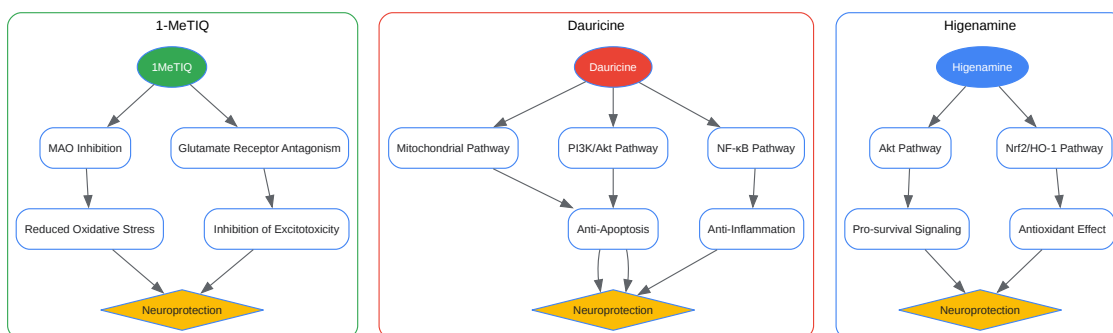 1-MeTIQ
1MeTIQ
MAO Inhibition
Glutamate Receptor Antagonism
Reduced Oxidative Stress
Inhibition of Excitotoxicity
Neuroprotection
Dauricine
Dauricine
Mitochondrial Pathway
PI3K/Akt Pathway
NF-κB Pathway
Anti-Apoptosis
Anti-Inflammation
Neuroprotection
Higenamine
Higenamine
Akt Pathway
Nrf2/HO-1 Pathway
Pro-survival Signaling
Antioxidant Effect
Neuroprotection